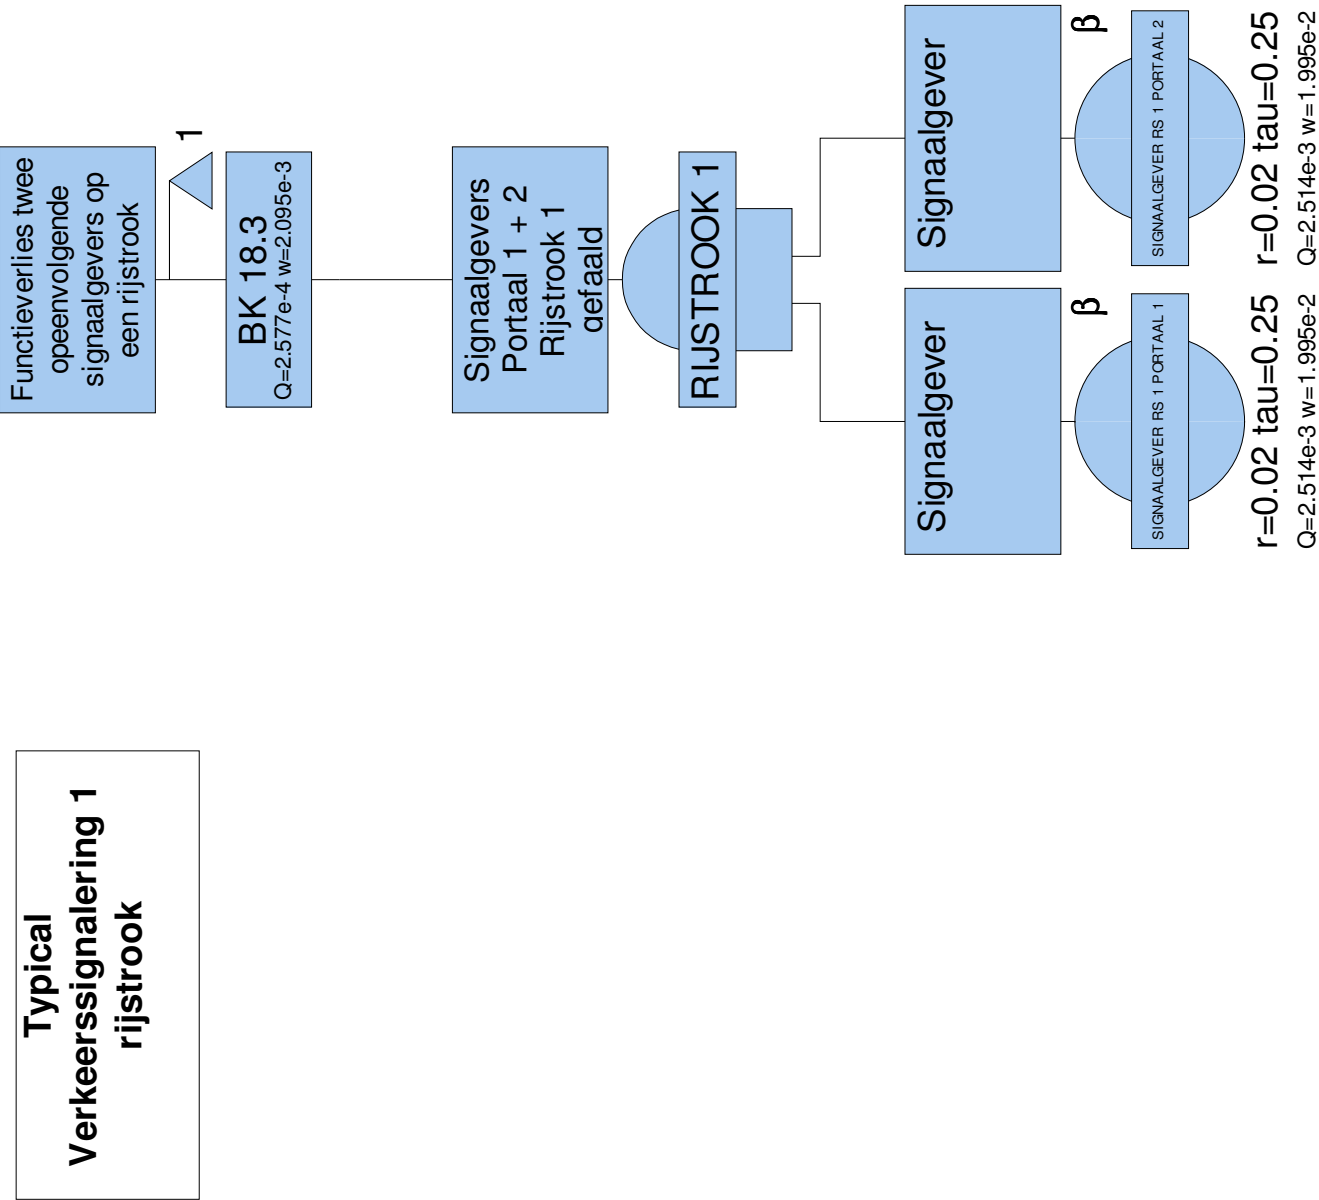 Typical
Verkeerssignalering 1
rijstrook
Functieverlies twee
opeenvolgende
signaalgevers op
een rijstrook
1
BK 18.3
Q=2.577e-4 w=2.095e-3
Signaalgevers
Portaal 1 + 2
Rijstrook 1
gefaald
RIJSTROOK 1
Signaalgever
β
SIGNAALGEVER RS 1 PORTAAL 1
r=0.02 tau=0.25
Q=2.514e-3 w=1.995e-2
Signaalgever
β
SIGNAALGEVER RS 1 PORTAAL 2
r=0.02 tau=0.25
Q=2.514e-3 w=1.995e-2